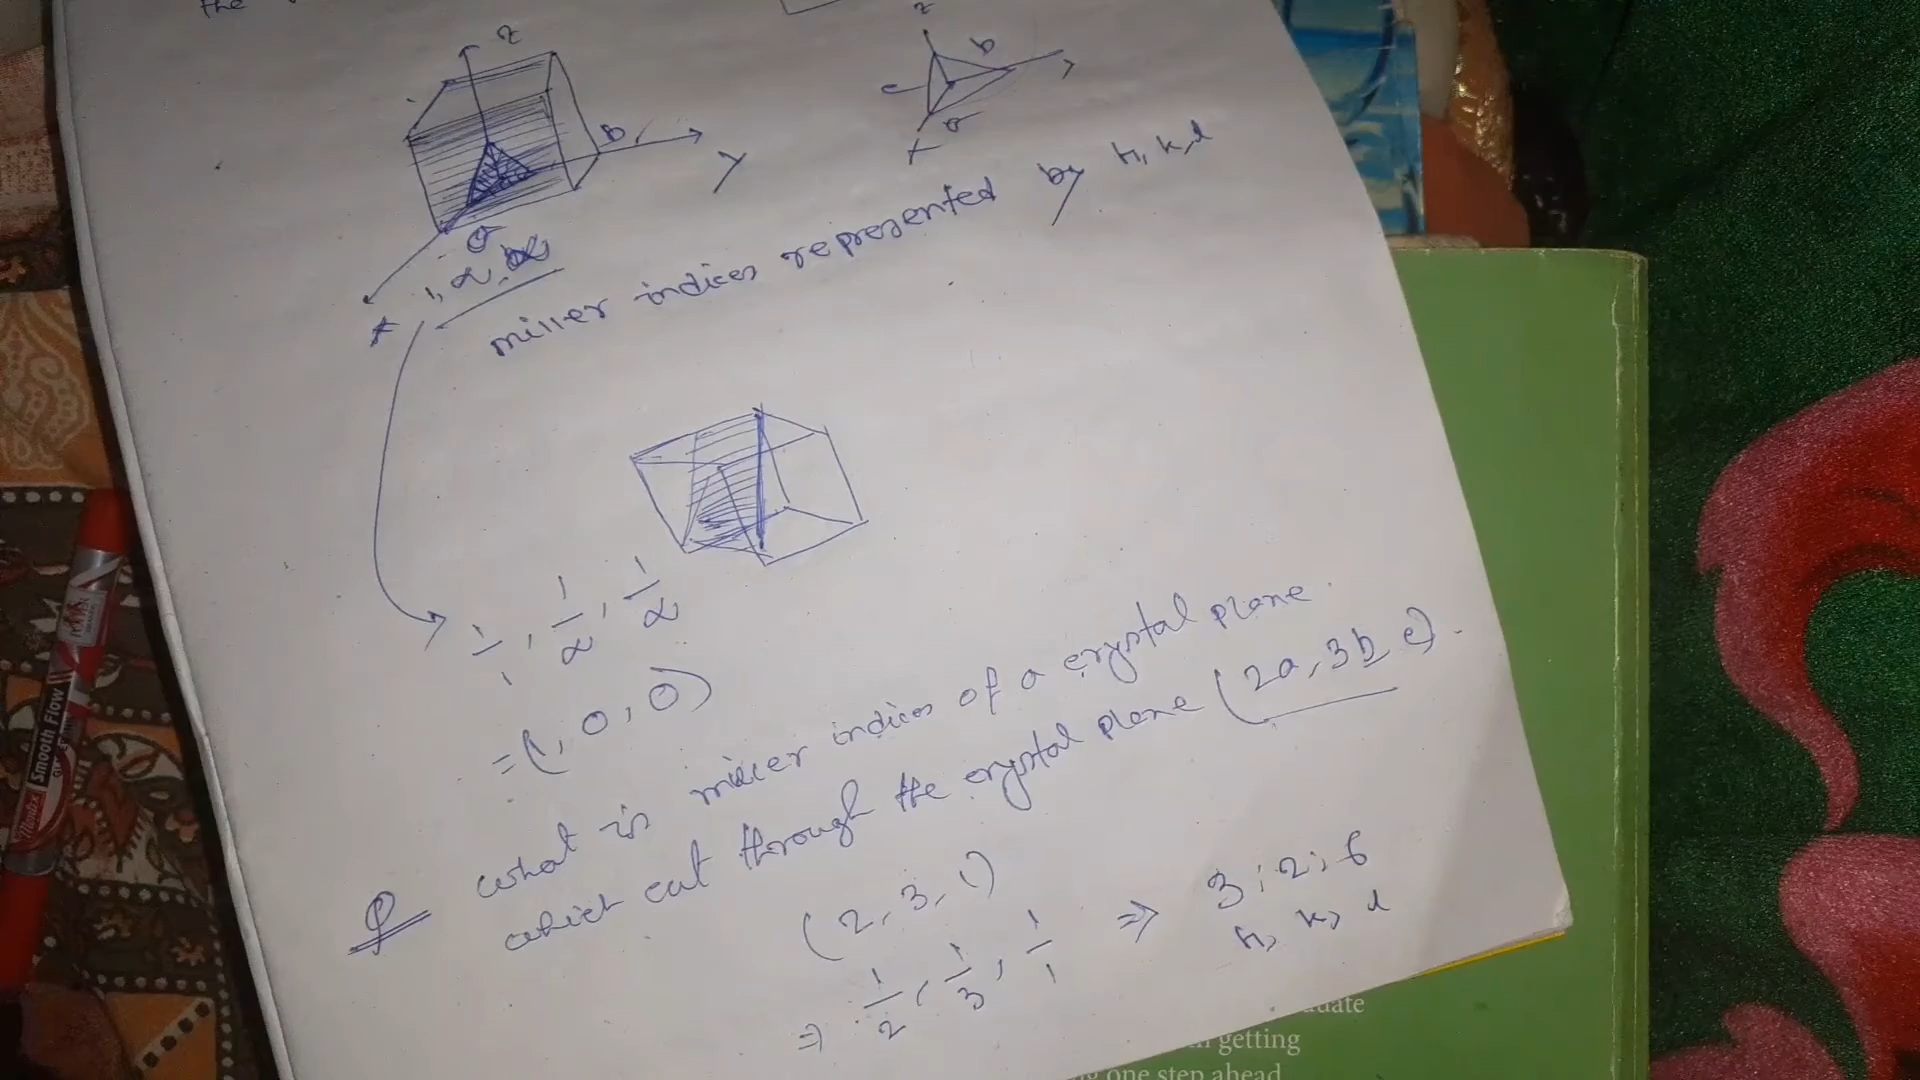 the
z
z
b
c
B
y
a
x
a
1, α, α
x
miller indices represented by h, k, l
1/1, 1/α, 1/α
= (1, 0, 0)
Q what is miller indices of a crystal plane.
which cut through the crystal plane (2a, 3b, c).
(2, 3, 1)
⇒ 1/2, 1/3, 1/1 ⇒ 3:2:6
h, k, l
Smooth Flow
getting
one step ahead